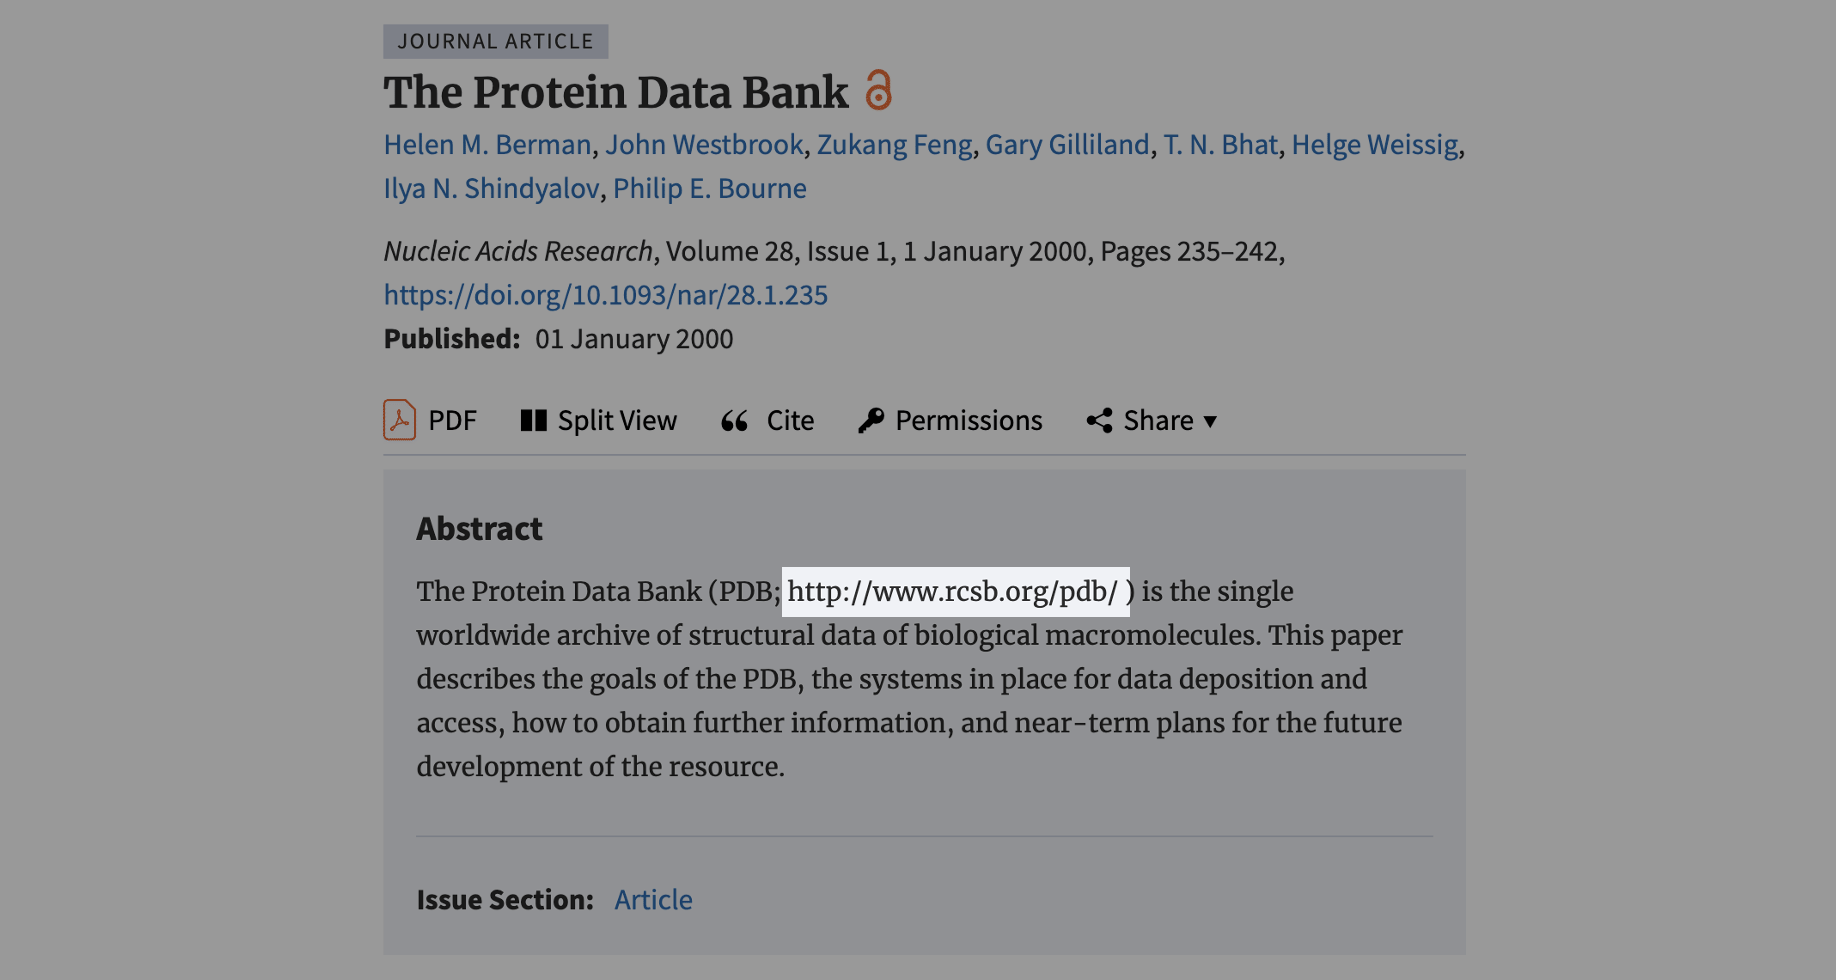 JOURNAL ARTICLE
The Protein Data Bank
Helen M. Berman, John Westbrook, Zukang Feng, Gary Gilliland, T. N. Bhat, Helge Weissig,
Ilya N. Shindyalov, Philip E. Bourne
Nucleic Acids Research, Volume 28, Issue 1, 1 January 2000, Pages 235–242,
https://doi.org/10.1093/nar/28.1.235
Published: 01 January 2000
PDF Split View Cite Permissions Share
Abstract
The Protein Data Bank (PDB; http://www.rcsb.org/pdb/ ) is the single
worldwide archive of structural data of biological macromolecules. This paper
describes the goals of the PDB, the systems in place for data deposition and
access, how to obtain further information, and near-term plans for the future
development of the resource.
Issue Section: Article